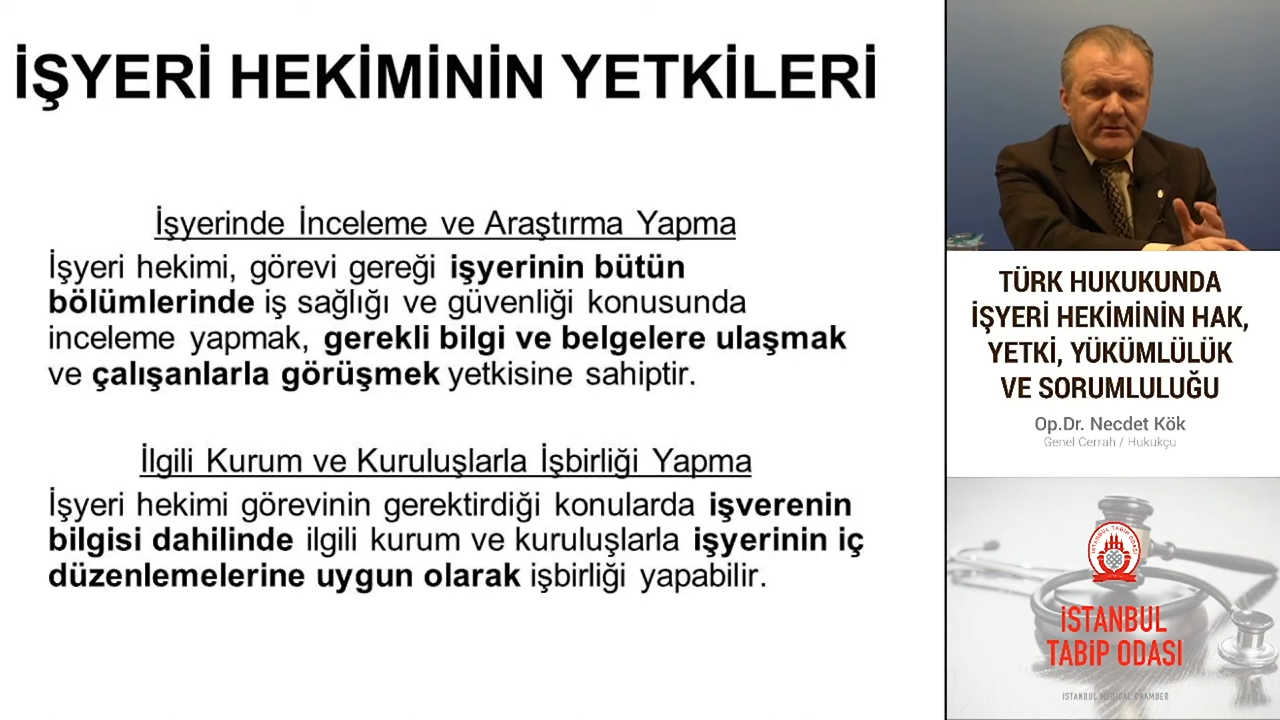 İŞYERİ HEKİMİNİN YETKİLERİ
İşyerinde İnceleme ve Araştırma Yapma
İşyeri hekimi, görevi gereği işyerinin bütün
bölümlerinde iş sağlığı ve güvenliği konusunda
inceleme yapmak, gerekli bilgi ve belgelere ulaşmak
ve çalışanlarla görüşmek yetkisine sahiptir.
İlgili Kurum ve Kuruluşlarla İşbirliği Yapma
İşyeri hekimi görevinin gerektirdiği konularda işverenin
bilgisi dahilinde ilgili kurum ve kuruluşlarla işyerinin iç
düzenlemelerine uygun olarak işbirliği yapabilir.
TÜRK HUKUKUNDA
İŞYERİ HEKİMİNİN HAK,
YETKİ, YÜKÜMLÜLÜK
VE SORUMLULUĞU
Op.Dr. Necdet Kök
Genel Cerrah / Hukukçu
İSTANBUL TABİP ODASI
İSTANBUL
TABİP ODASI
ISTANBUL MEDICAL CHAMBER